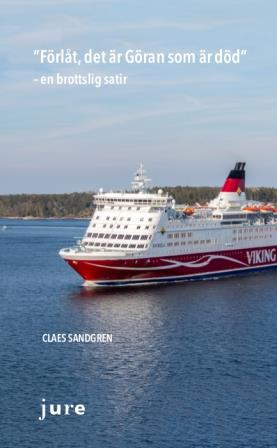 ”Förlåt, det är Göran som är död”
– en brottslig satir
VIKING
CLAES SANDGREN
jure